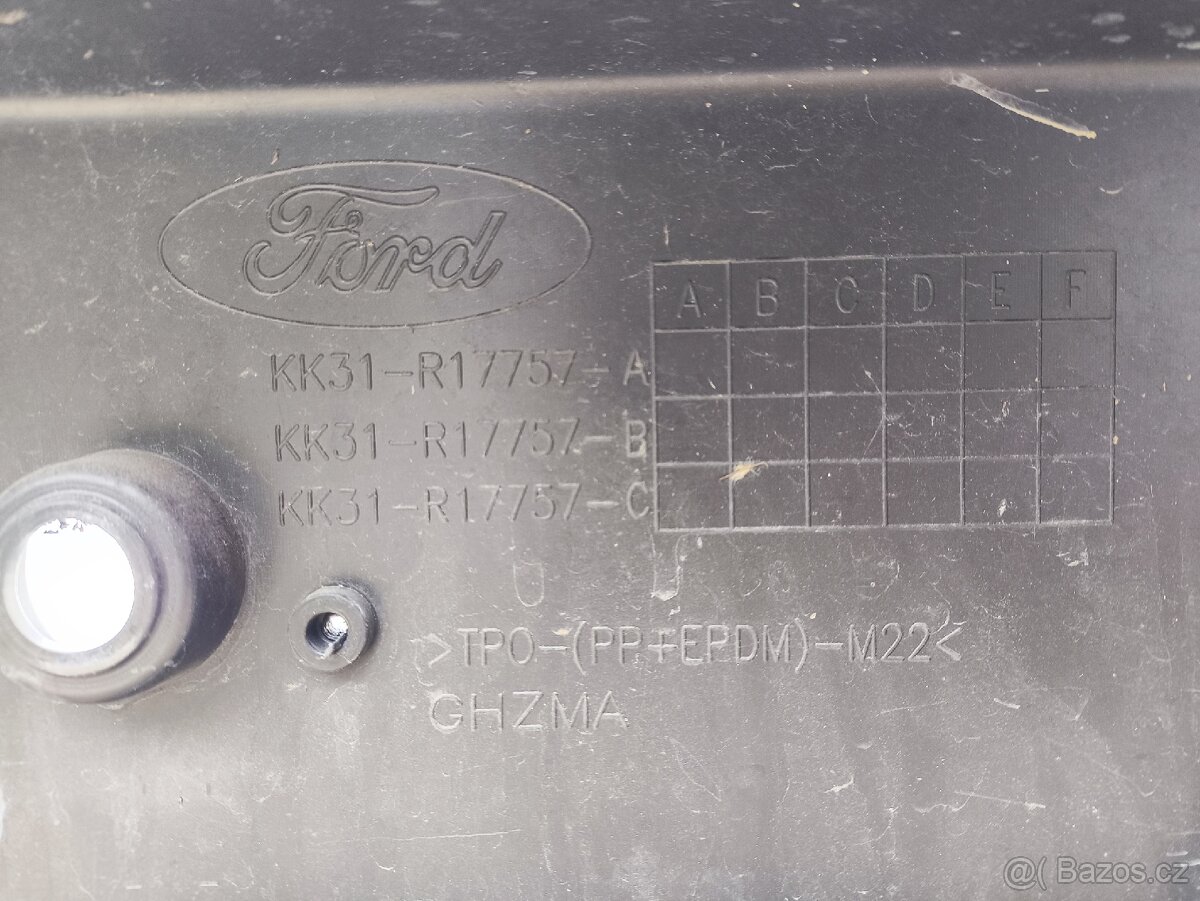 Ford
A B C D E F
KK31-R17757-A
KK31-R17757-B
KK31-R17757-C
>TPO-(PP+EPDM)-M22<
GHZMA
@( Bazos.cz